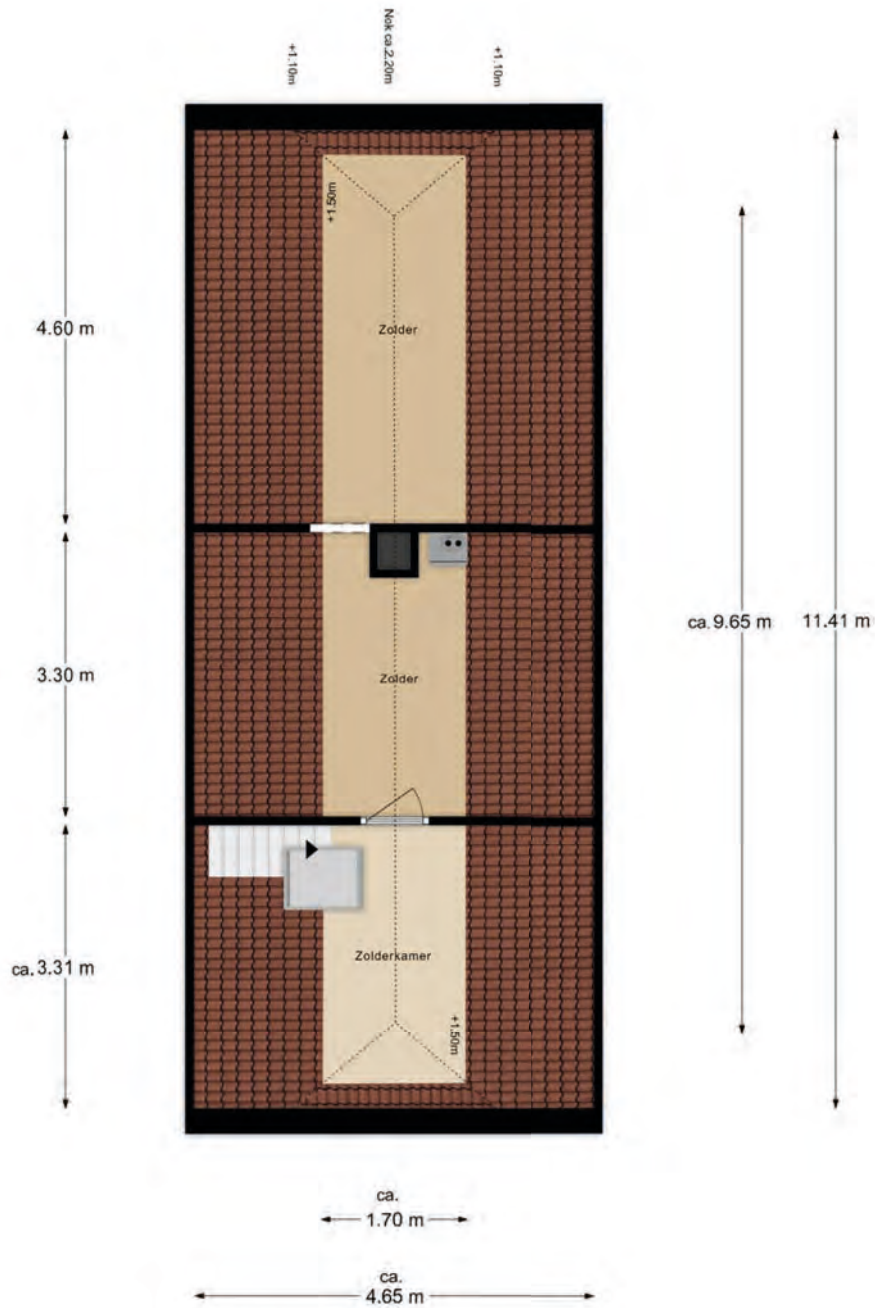 +1.10m
Nok ca.2.20m
+1.10m
+1.50m
4.60 m
Zolder
ca. 9.65 m
11.41 m
3.30 m
Zolder
ca. 3.31 m
Zolderkamer
+1.50m
ca.
1.70 m
ca.
4.65 m